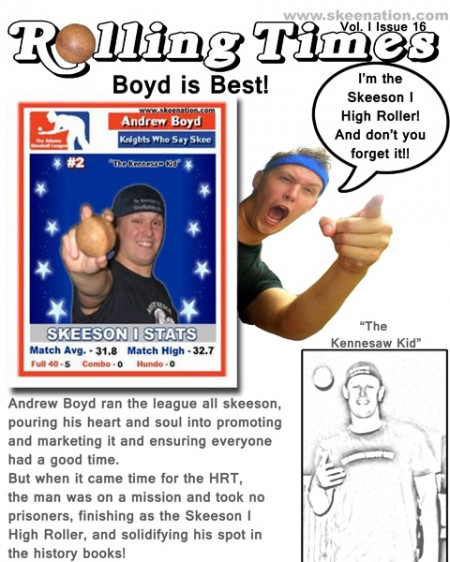 www.skeenation.com
Rolling Times
Vol. I Issue 16
Boyd is Best!
I'm the
Skeeson I
High Roller!
And don't you
forget it!!
www.skeenation.com
Andrew Boyd
Knights Who Say Skee
#2
"The Kennesaw Kid"
SKEESON I STATS
Match Avg. - 31.8 Match High - 32.7
Full 40 - 5 Combo - 0 Hundo - 0
"The
Kennesaw Kid"
Andrew Boyd ran the league all skeeson,
pouring his heart and soul into promoting
and marketing it and ensuring everyone
had a good time.
But when it came time for the HRT,
the man was on a mission and took no
prisoners, finishing as the Skeeson I
High Roller, and solidifying his spot in
the history books!